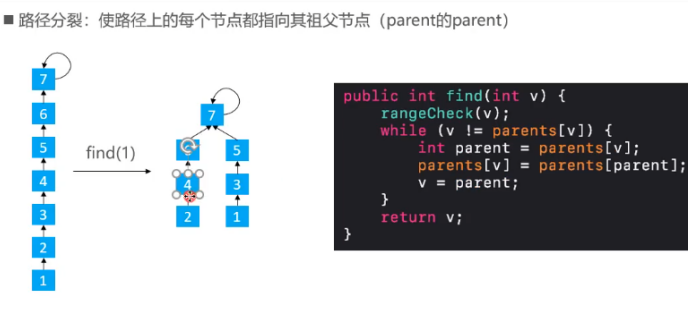 ■ 路径分裂：使路径上的每个节点都指向其祖父节点（parent的parent）
7
6
5
4
3
2
1
find(1)
7
5
4
3
2
1
public int find(int v) {
rangeCheck(v);
while (v != parents[v]) {
int parent = parents[v];
parents[v] = parents[parent];
v = parent;
}
return v;
}